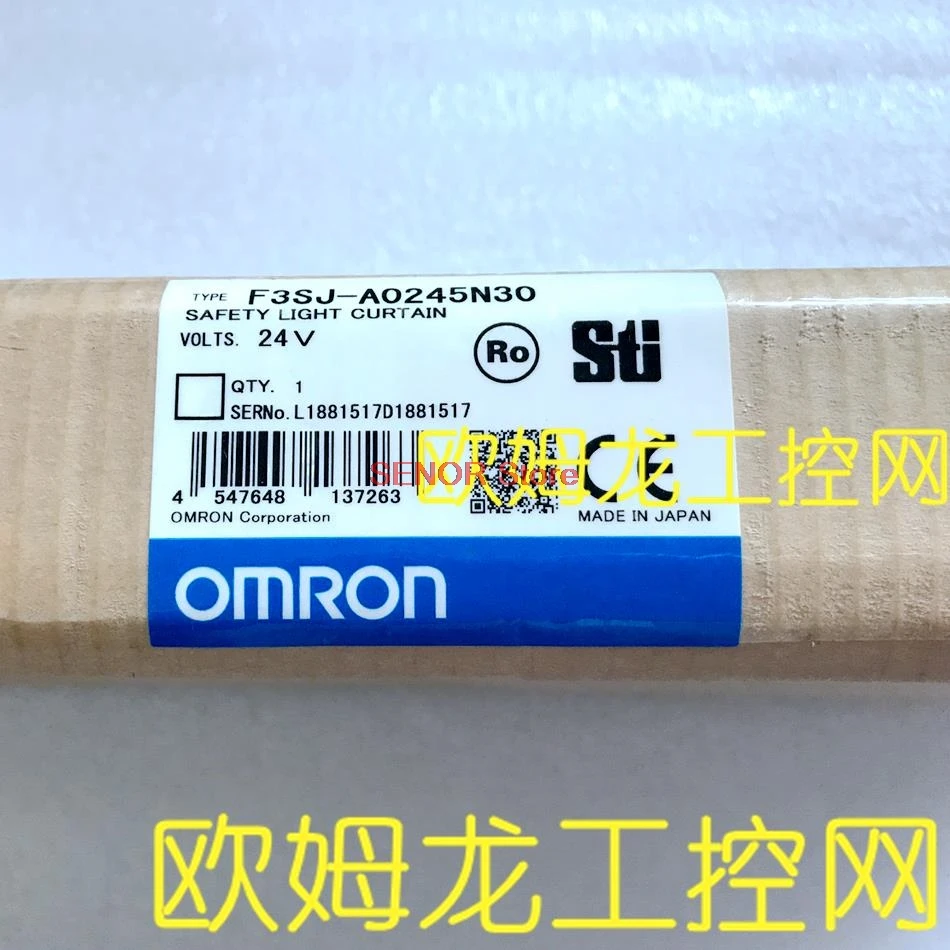 TYPE F3SJ-A0245N30
SAFETY LIGHT CURTAIN
VOLTS. 24V
Ro Sti
QTY. 1
SERNo. L1881517D1881517
欧姆龙工控网
SENOR Store
CE
4 547648 137263
OMRON Corporation
MADE IN JAPAN
OMRON
欧姆龙工控网